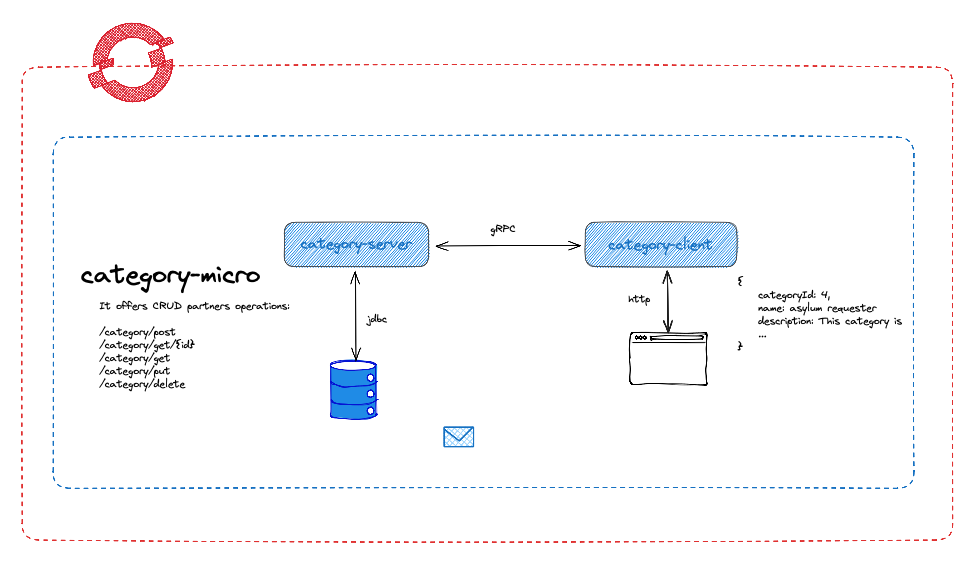 category-server
gRPC
category-client
category-micro
It offers CRUD partners operations:
/category/post
/category/get/{id}
/category/get
/category/put
/category/delete
jdbc
http
{
categoryId: 4,
name: asylum requester
description: This category is
...
}